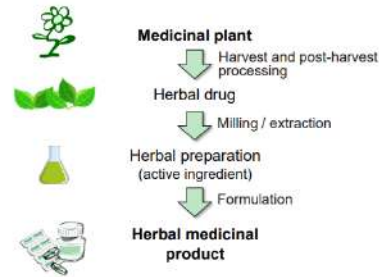 Medicinal plant
Harvest and post-harvest
processing
Herbal drug
Milling / extraction
Herbal preparation
(active ingredient)
Formulation
Herbal medicinal
product